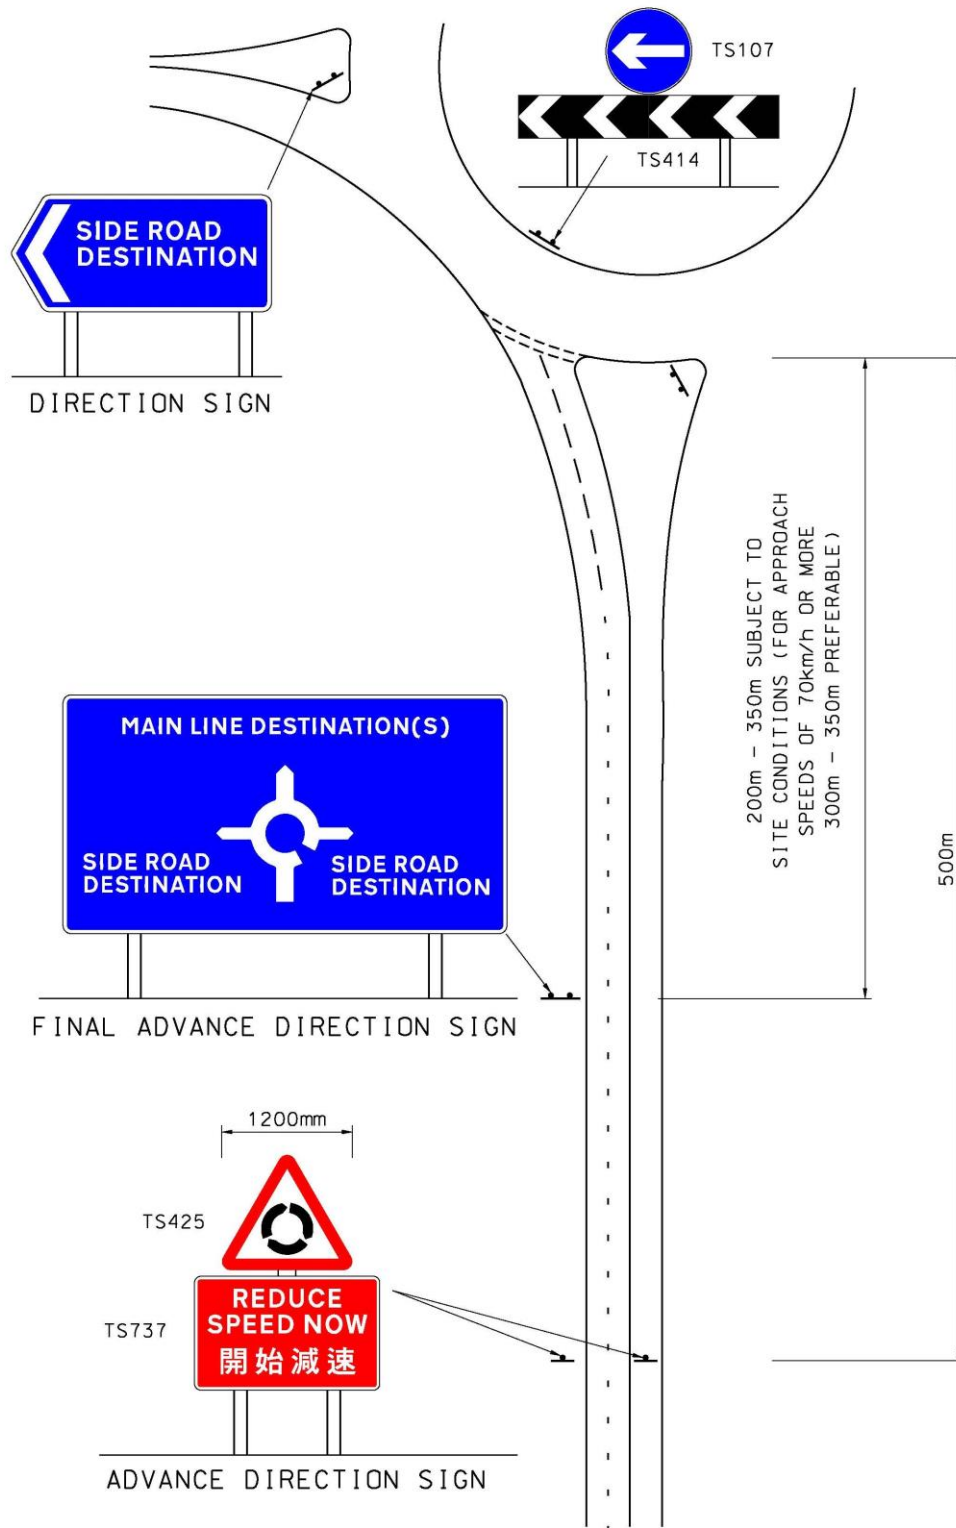 TS107
TS414
SIDE ROAD
DESTINATION
DIRECTION SIGN
200m - 350m SUBJECT TO
SITE CONDITIONS (FOR APPROACH
SPEEDS OF 70km/h OR MORE
300m - 350m PREFERABLE)
500m
MAIN LINE DESTINATION(S)
SIDE ROAD
DESTINATION
SIDE ROAD
DESTINATION
FINAL ADVANCE DIRECTION SIGN
1200mm
TS425
TS737
REDUCE
SPEED NOW
開始減速
ADVANCE DIRECTION SIGN